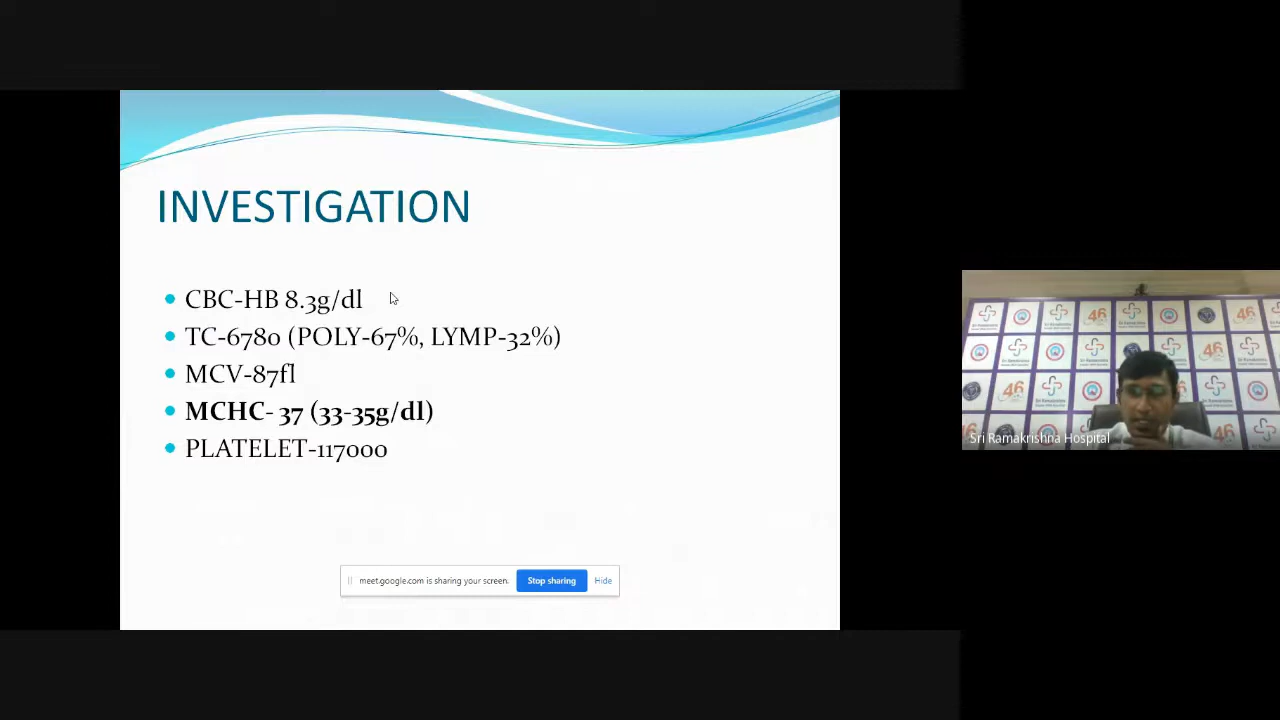 INVESTIGATION
CBC-HB 8.3g/dl
TC-6780 (POLY-67%, LYMP-32%)
MCV-87fl
MCHC- 37 (33-35g/dl)
PLATELET-117000
meet.google.com is sharing your screen.
Stop sharing
Hide
Sri Ramakrishna Hospital